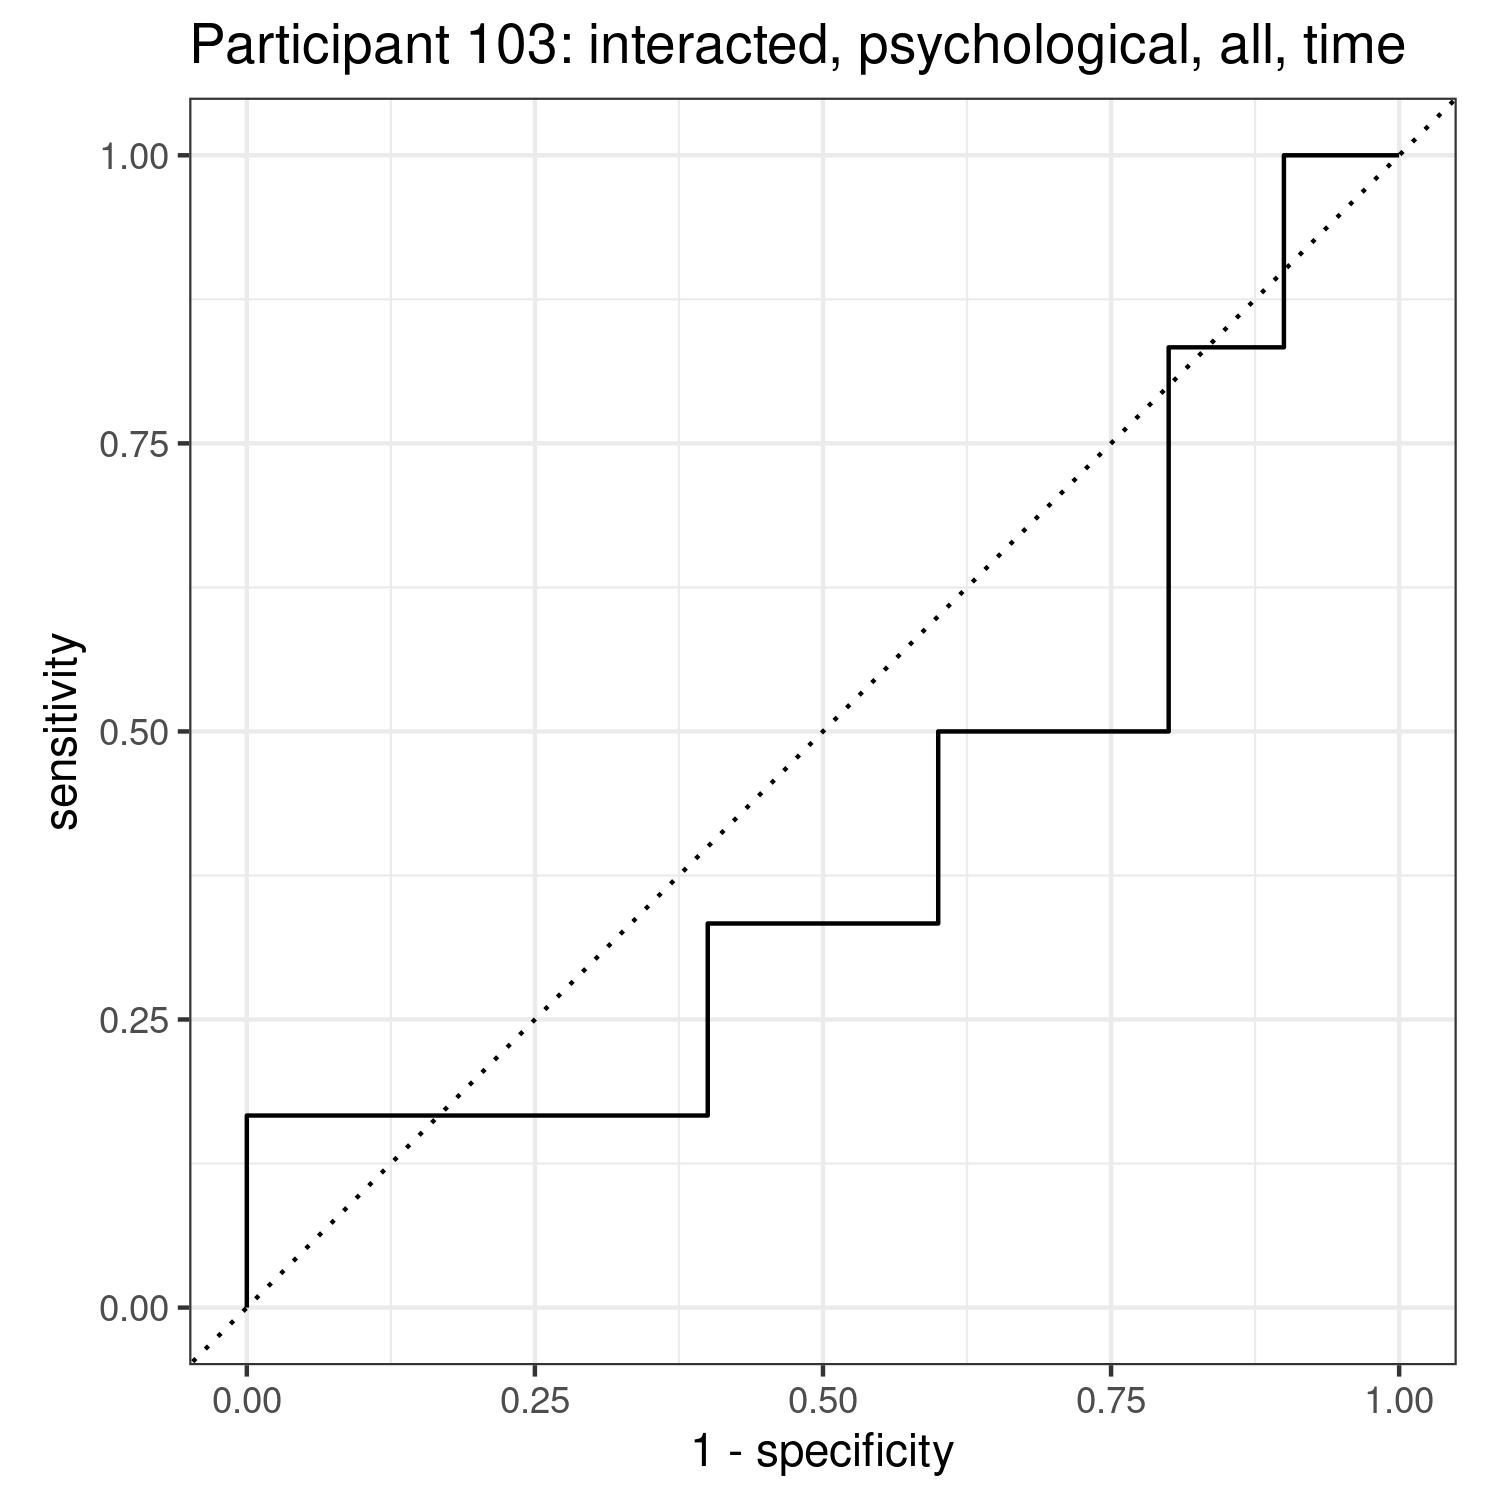 Participant 103: interacted, psychological, all, time
1.00
0.75
0.50
0.25
0.00
sensitivity
0.00 0.25 0.50 0.75 1.00
1 - specificity